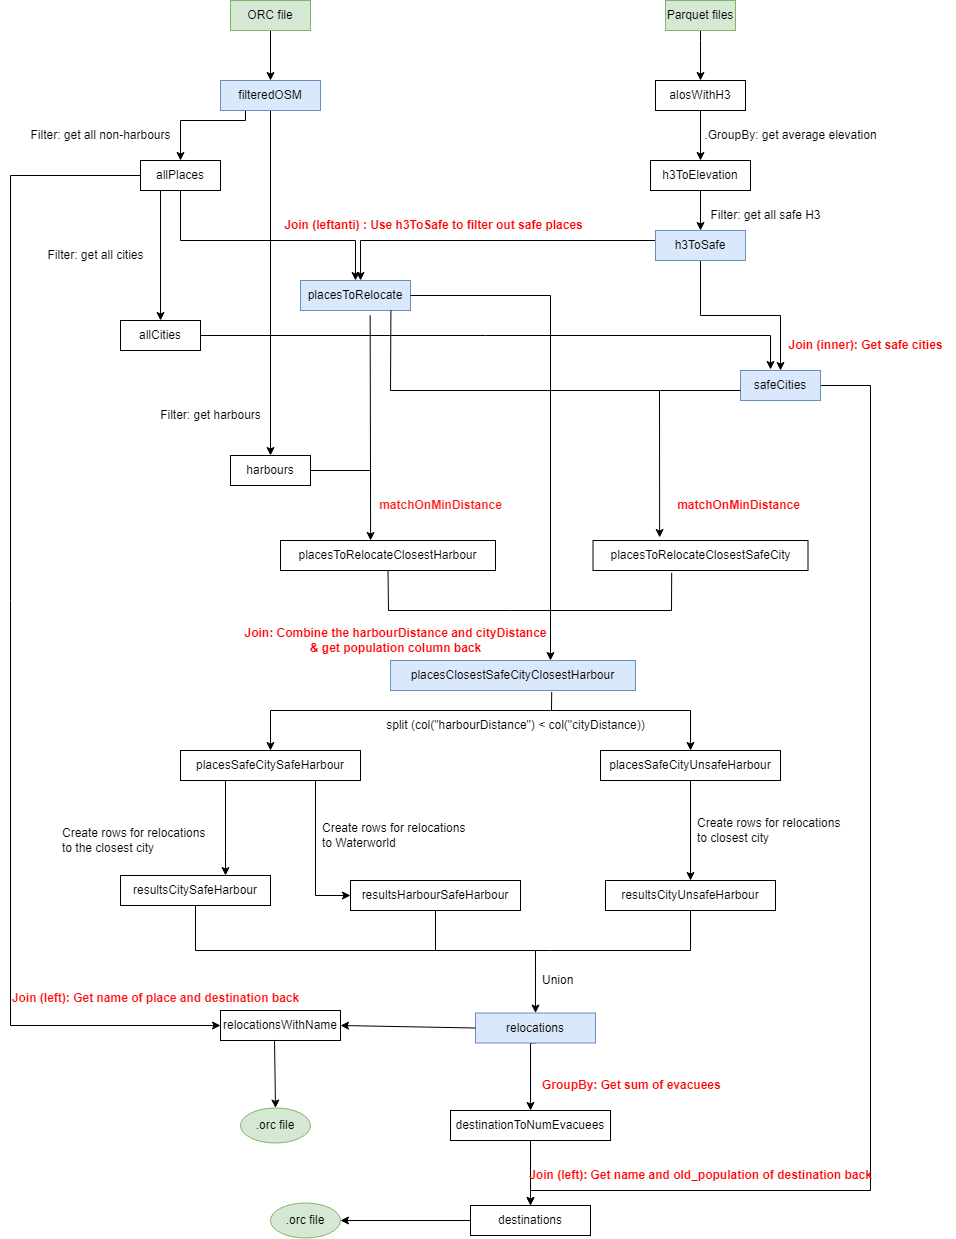 ORC file
Parquet files
filteredOSM
alosWithH3
Filter: get all non-harbours
.GroupBy: get average elevation
allPlaces
h3ToElevation
Filter: get all safe H3
Join (leftanti) : Use h3ToSafe to filter out safe places
h3ToSafe
Filter: get all cities
placesToRelocate
allCities
Join (inner): Get safe cities
safeCities
Filter: get harbours
harbours
matchOnMinDistance
matchOnMinDistance
placesToRelocateClosestHarbour
placesToRelocateClosestSafeCity
Join: Combine the harbourDistance and cityDistance
& get population column back
placesClosestSafeCityClosestHarbour
split (col("harbourDistance") < col("cityDistance))
placesSafeCitySafeHarbour
placesSafeCityUnsafeHarbour
Create rows for relocations
to the closest city
Create rows for relocations
to Waterworld
Create rows for relocations
to closest city
resultsCitySafeHarbour
resultsHarbourSafeHarbour
resultsCityUnsafeHarbour
Union
Join (left): Get name of place and destination back
relocationsWithName
relocations
GroupBy: Get sum of evacuees
.orc file
destinationToNumEvacuees
Join (left): Get name and old_population of destination back
.orc file
destinations